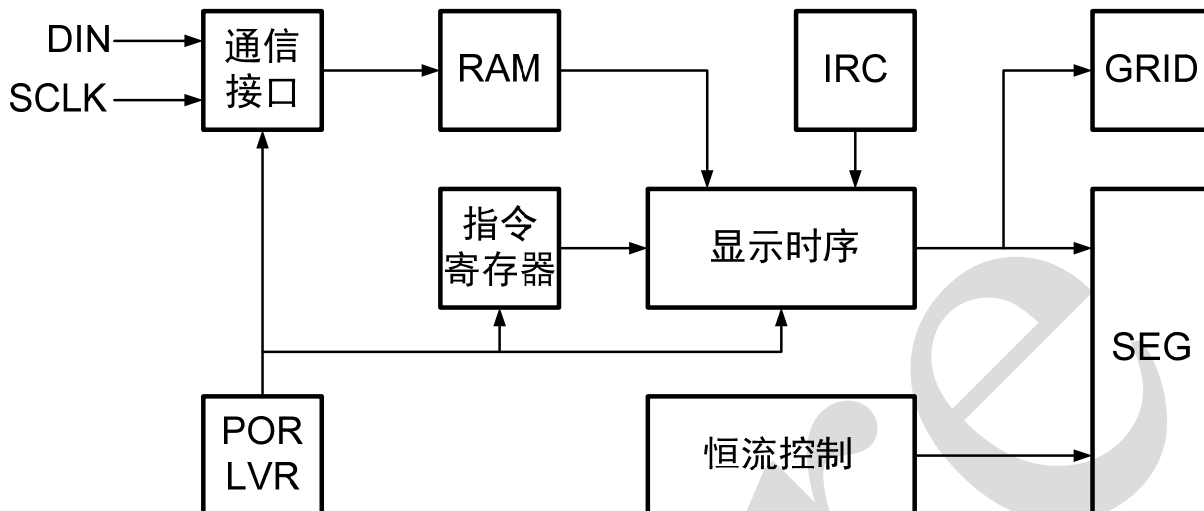 DIN
SCLK
通信
接口
RAM
IRC
GRID
指令
寄存器
显示时序
SEG
POR
LVR
恒流控制